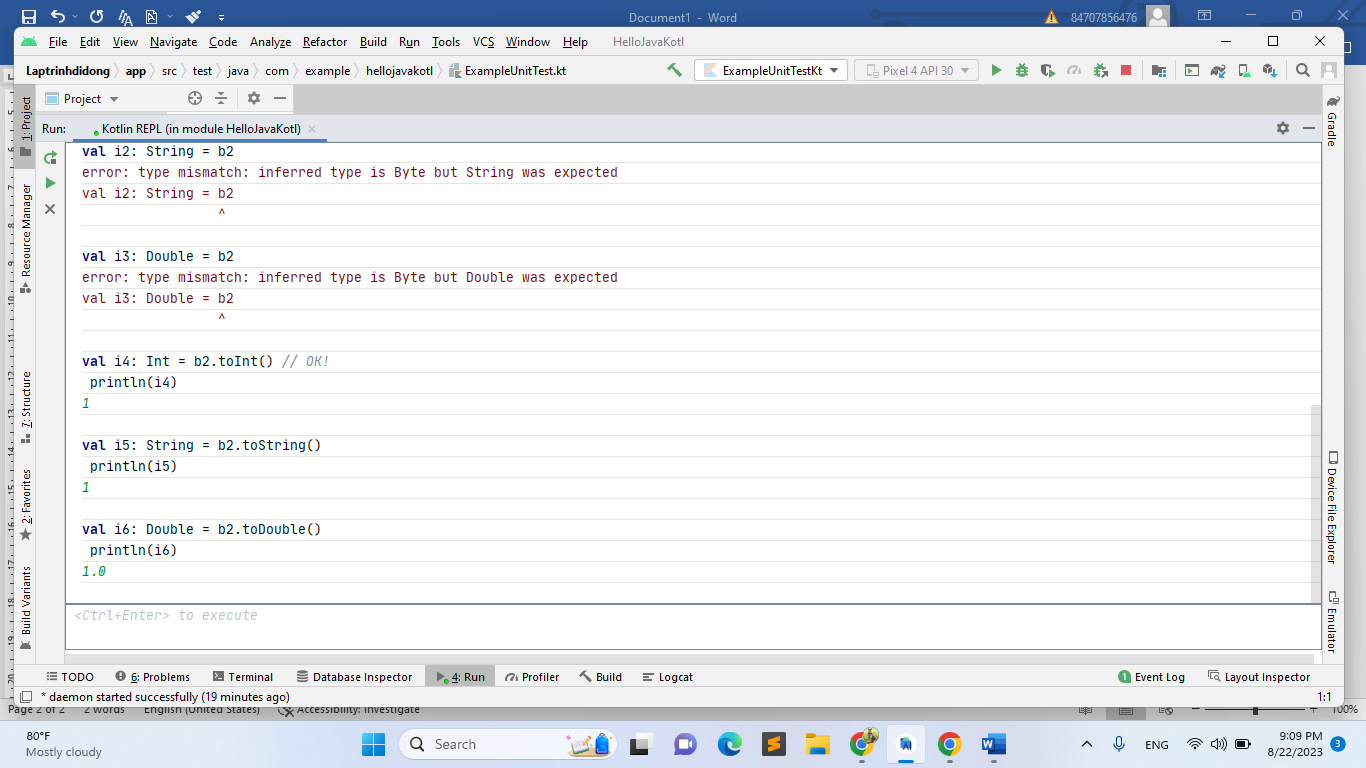 Document1 - Word
84707856476
File Edit View Navigate Code Analyze Refactor Build Run Tools VCS Window Help HelloJavaKotl
Laptrinhdidong app src test java com example hellojavakotl ExampleUnitTest.kt ExampleUnitTestKt Pixel 4 API 30
Project
Run: Kotlin REPL (in module HelloJavaKotl)
val i2: String = b2
error: type mismatch: inferred type is Byte but String was expected
val i2: String = b2
^
val i3: Double = b2
error: type mismatch: inferred type is Byte but Double was expected
val i3: Double = b2
^
val i4: Int = b2.toInt() // OK!
println(i4)
1
val i5: String = b2.toString()
println(i5)
1
val i6: Double = b2.toDouble()
println(i6)
1.0
<Ctrl+Enter> to execute
1: Project
Resource Manager
7: Structure
2: Favorites
Build Variants
Gradle
Device File Explorer
Emulator
TODO 6: Problems Terminal Database Inspector 4: Run Profiler Build Logcat 1 Event Log Layout Inspector
* daemon started successfully (19 minutes ago) 1:1
Page 2 of 2 2 words English (United States) Accessibility: Investigate 100%
80°F
Mostly cloudy
Search
ENG
9:09 PM
8/22/2023
3